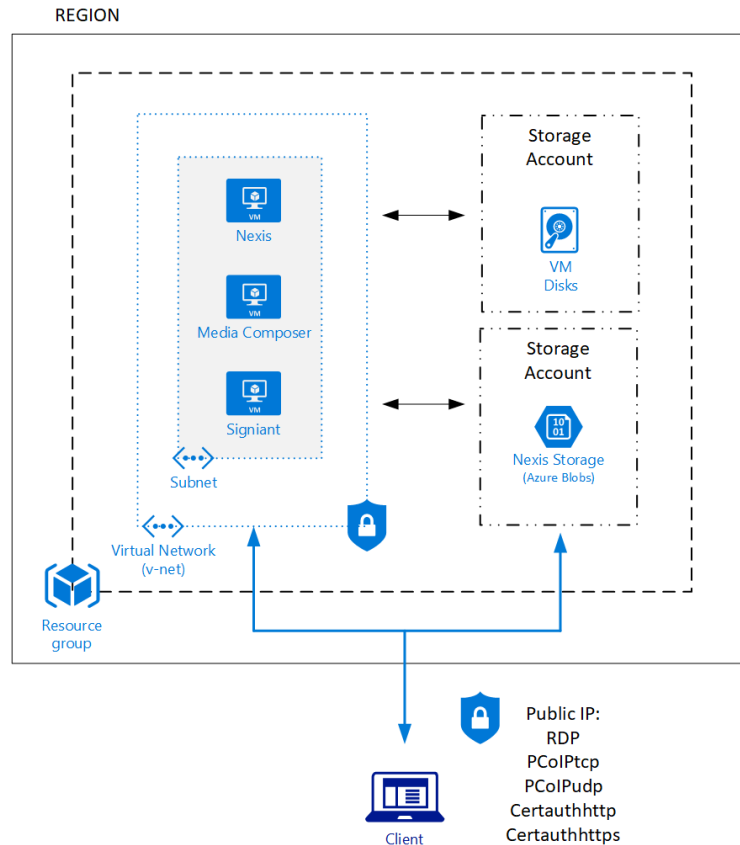 REGION
VM
Nexis
VM
Media Composer
VM
Signiant
Subnet
Virtual Network
(v-net)
Resource
group
Storage
Account
VM
Disks
Storage
Account
10
01
Nexis Storage
(Azure Blobs)
Client
Public IP:
RDP
PCoIPtcp
PCoIPudp
Certauthhttp
Certauthhttps